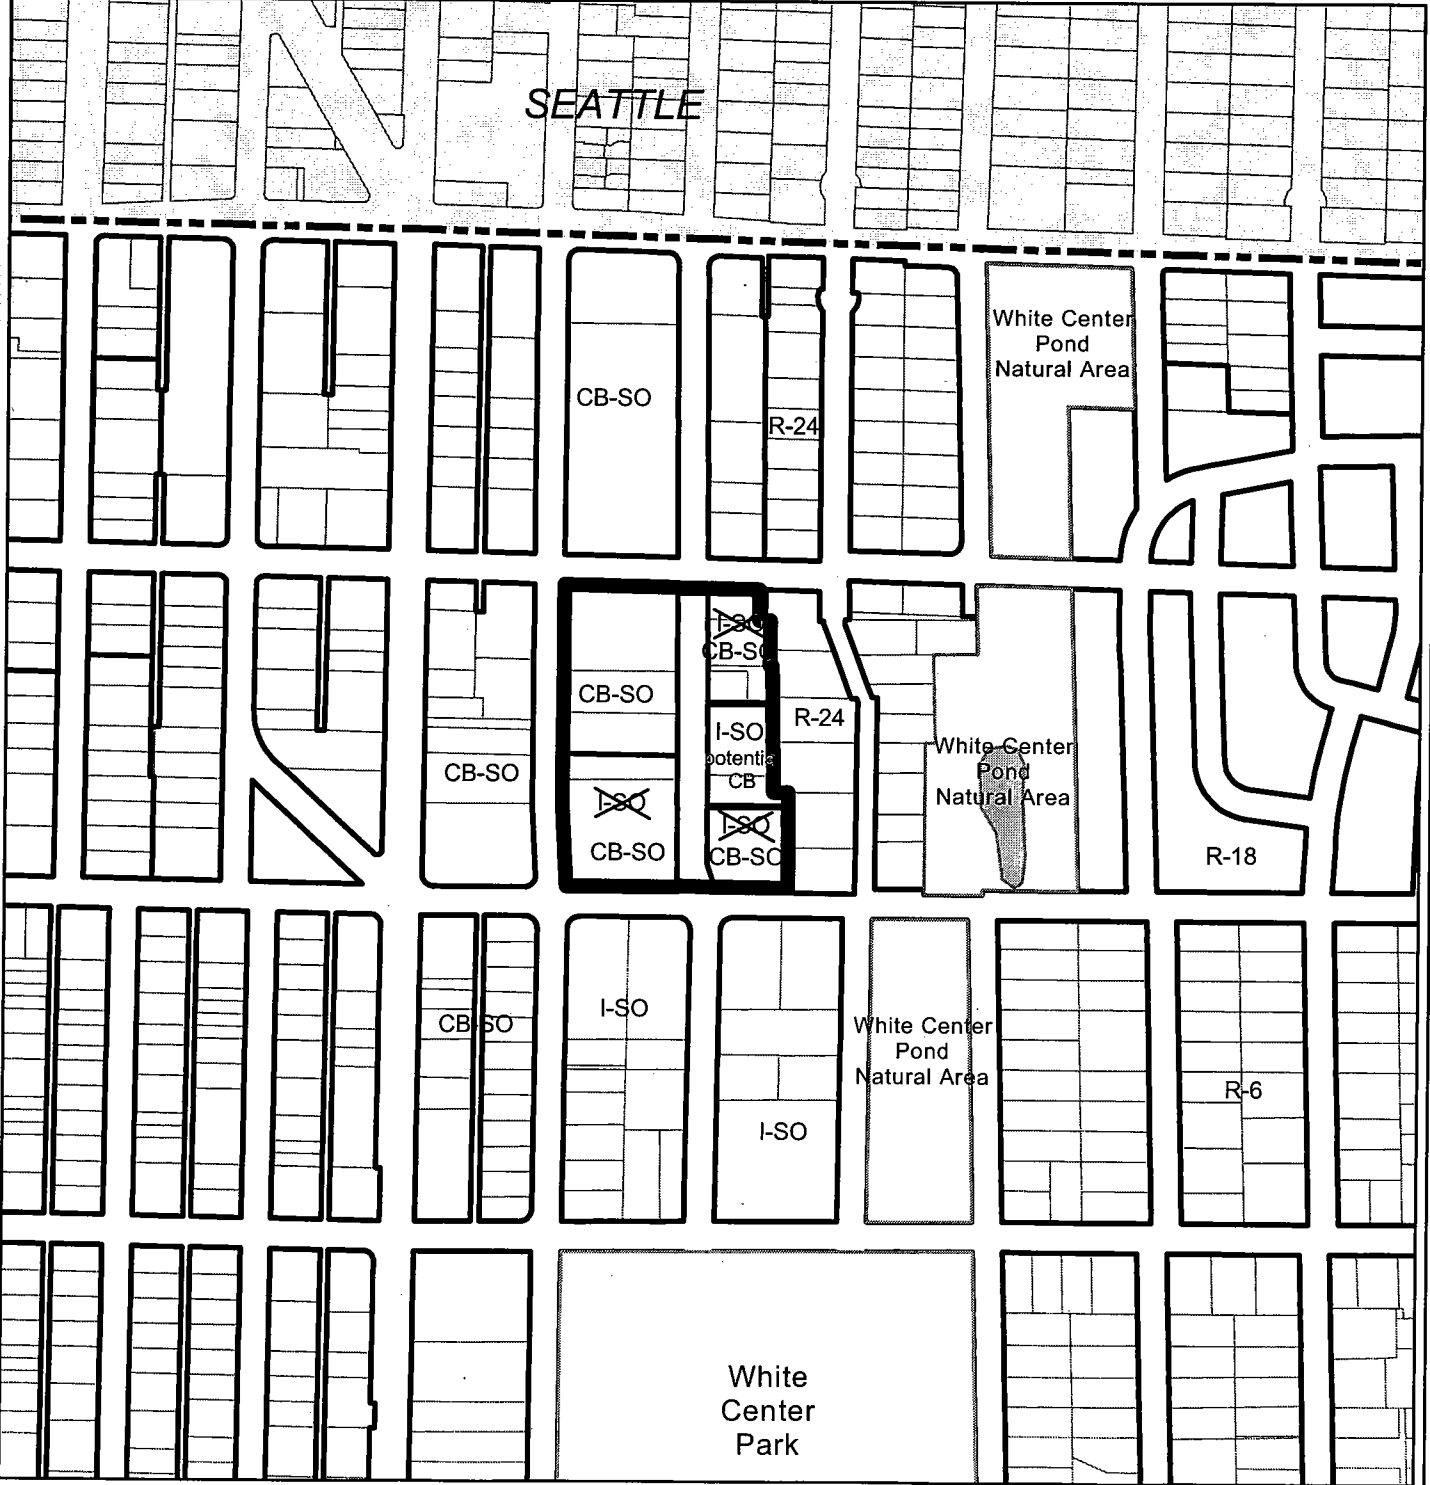 SEATTLE
White Center
Pond
Natural Area
CB-SO
R-24
I-SO
CB-SO
CB-SO
I-SO
potentia
CB
R-24
White Center
Pond
Natural Area
CB-SO
I-SO
CB-SO
I-SO
CB-SO
R-18
I-SO
CB-SO
White Center
Pond
Natural Area
R-6
I-SO
White
Center
Park